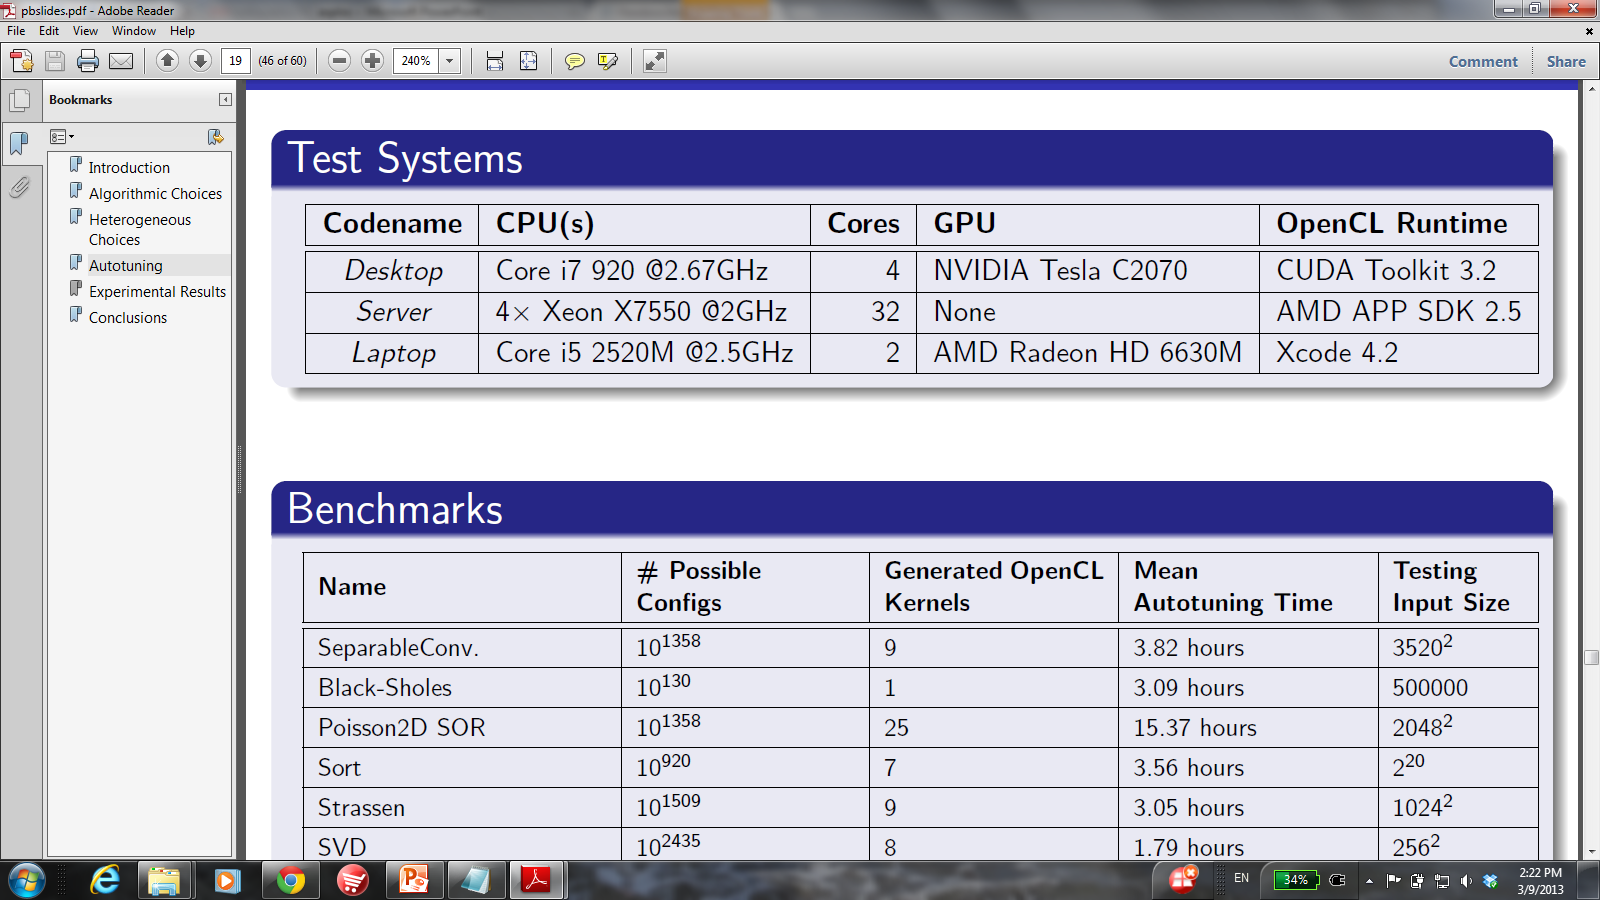 pbslides.pdf - Adobe Reader
File Edit View Window Help
19 (46 of 60) 240% Comment Share
Bookmarks
Introduction
Algorithmic Choices
Heterogeneous
Choices
Autotuning
Experimental Results
Conclusions
Test Systems
Codename CPU(s) Cores GPU OpenCL Runtime
Desktop Core i7 920 @2.67GHz 4 NVIDIA Tesla C2070 CUDA Toolkit 3.2
Server 4× Xeon X7550 @2GHz 32 None AMD APP SDK 2.5
Laptop Core i5 2520M @2.5GHz 2 AMD Radeon HD 6630M Xcode 4.2
Benchmarks
Name # Possible Configs Generated OpenCL Kernels Mean Autotuning Time Testing Input Size
SeparableConv. 10^1358 9 3.82 hours 3520^2
Black-Sholes 10^130 1 3.09 hours 500000
Poisson2D SOR 10^1358 25 15.37 hours 2048^2
Sort 10^920 7 3.56 hours 2^20
Strassen 10^1509 9 3.05 hours 1024^2
SVD 10^2435 8 1.79 hours 256^2
EN 34% 2:22 PM
3/9/2013